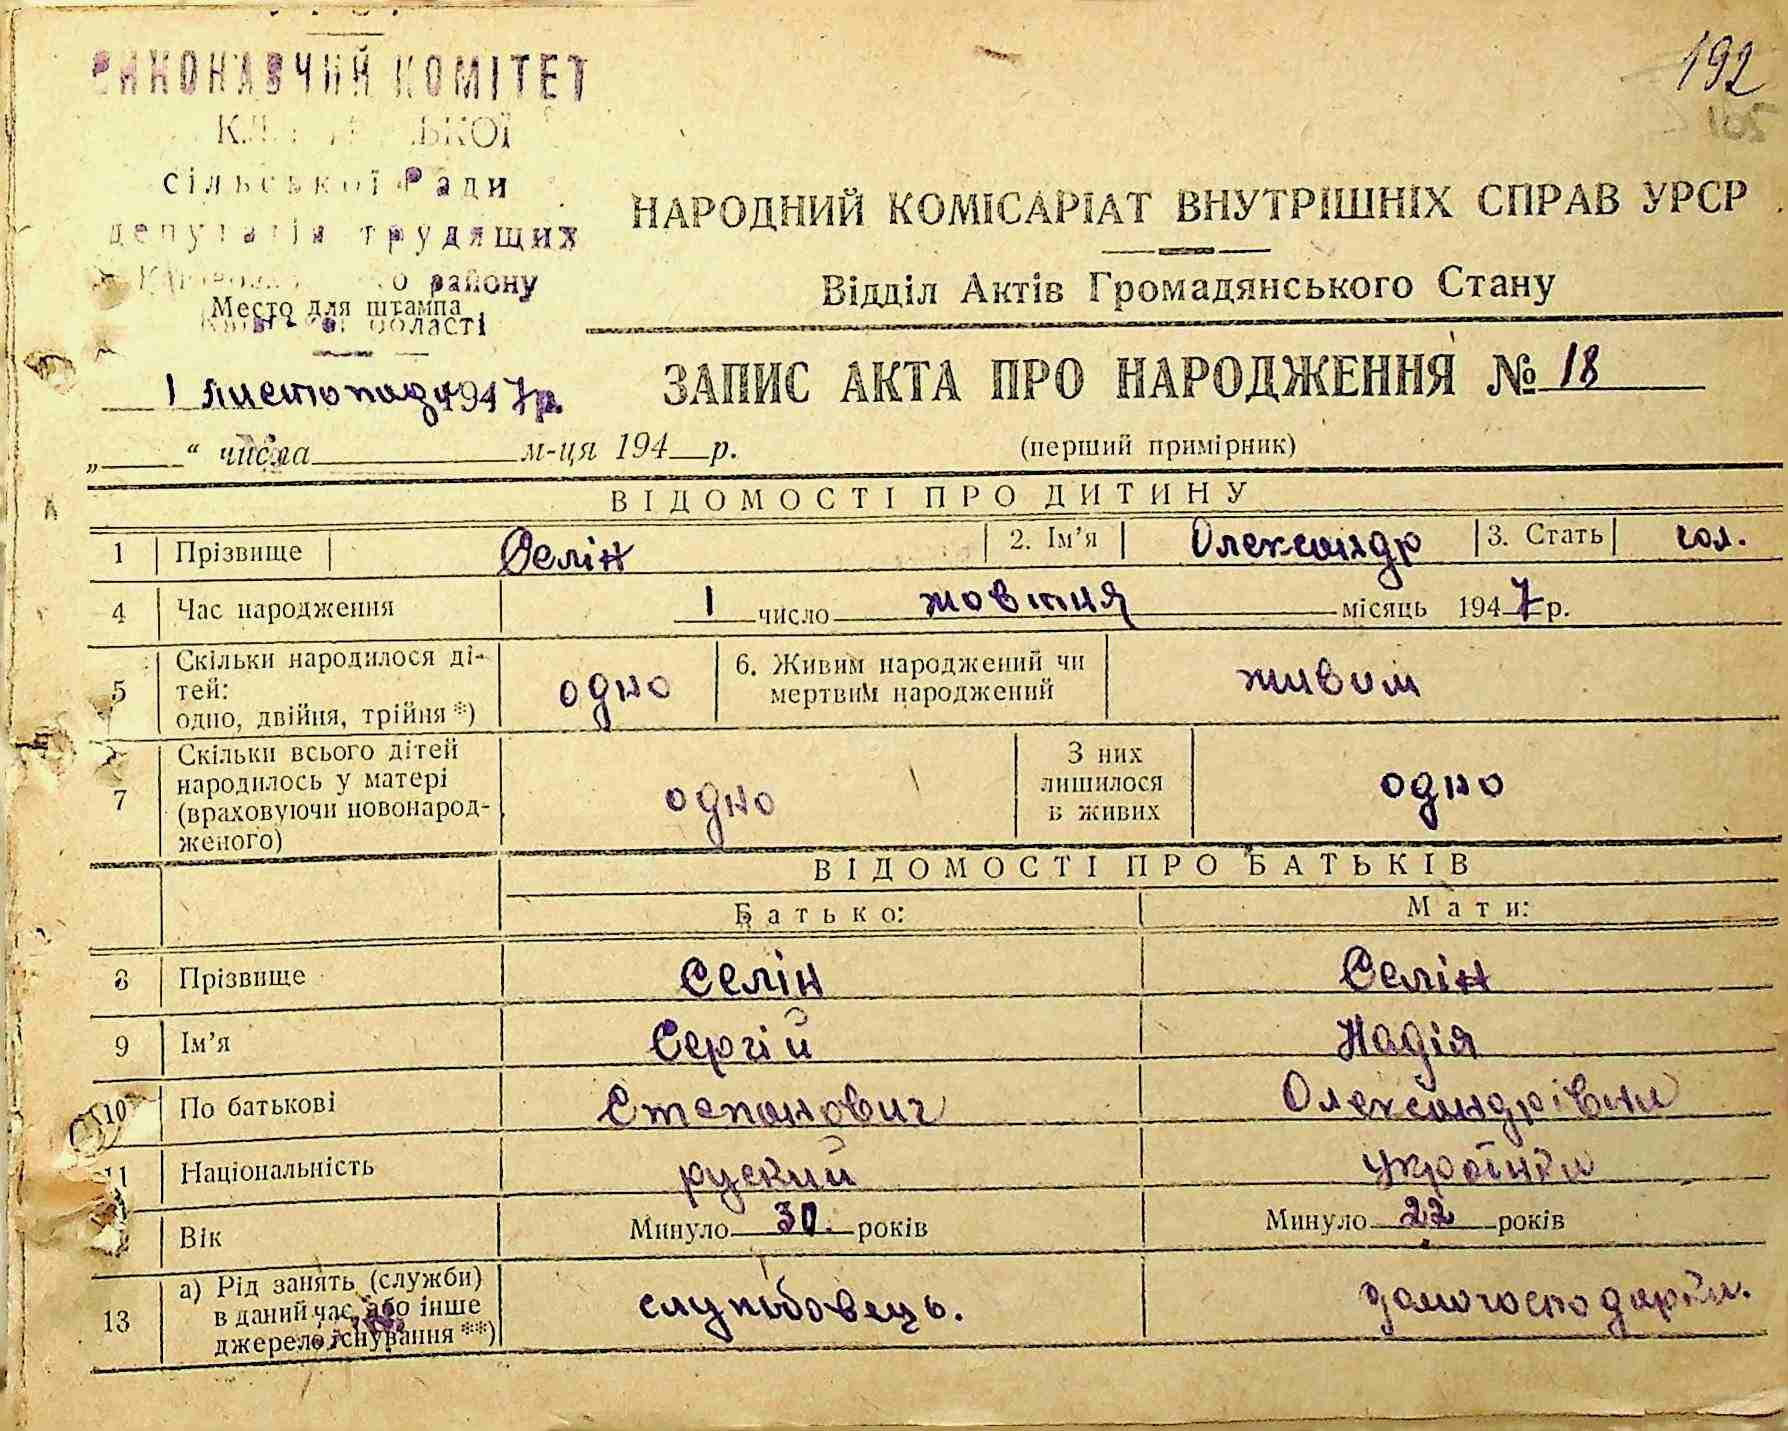 ВИКОНАВЧИЙ КОМІТЕТ
192
201
сільської Ради
депутатів трудящих
району
Место для штампа
області
НАРОДНИЙ КОМІСАРІАТ ВНУТРІШНІХ СПРАВ УРСР
Відділ Актів Громадянського Стану
ЗАПИС АКТА ПРО НАРОДЖЕННЯ № 18
1 листопада 1947р.
„ “ числа м-ця 194 р. (перший примірник)
ВІДОМОСТІ ПРО ДИТИНУ
1 Прізвище Селін 2. Ім’я Олександр 3. Стать чол.
4 Час народження 1 число жовтня місяць 1947 р.
5 Скільки народилося ді-
тей:
одно, двійня, трійня *) одно 6. Живим народжений чи
мертвим народжений живим
7 Скільки всього дітей
народилось у матері
(враховуючи новонарод-
женого) одно З них
лишилося
в живих одно
ВІДОМОСТІ ПРО БАТЬКІВ
Батько: Мати:
8 Прізвище Селін Селін
9 Ім’я Сергій Надія
10 По батькові Степанович Олександрівна
11 Національність руский українка
Вік Минуло 30. років Минуло 22 років
13 а) Рід занять (служби)
в даний час, або інше
джерело існування **) службовець. домогосподарка.